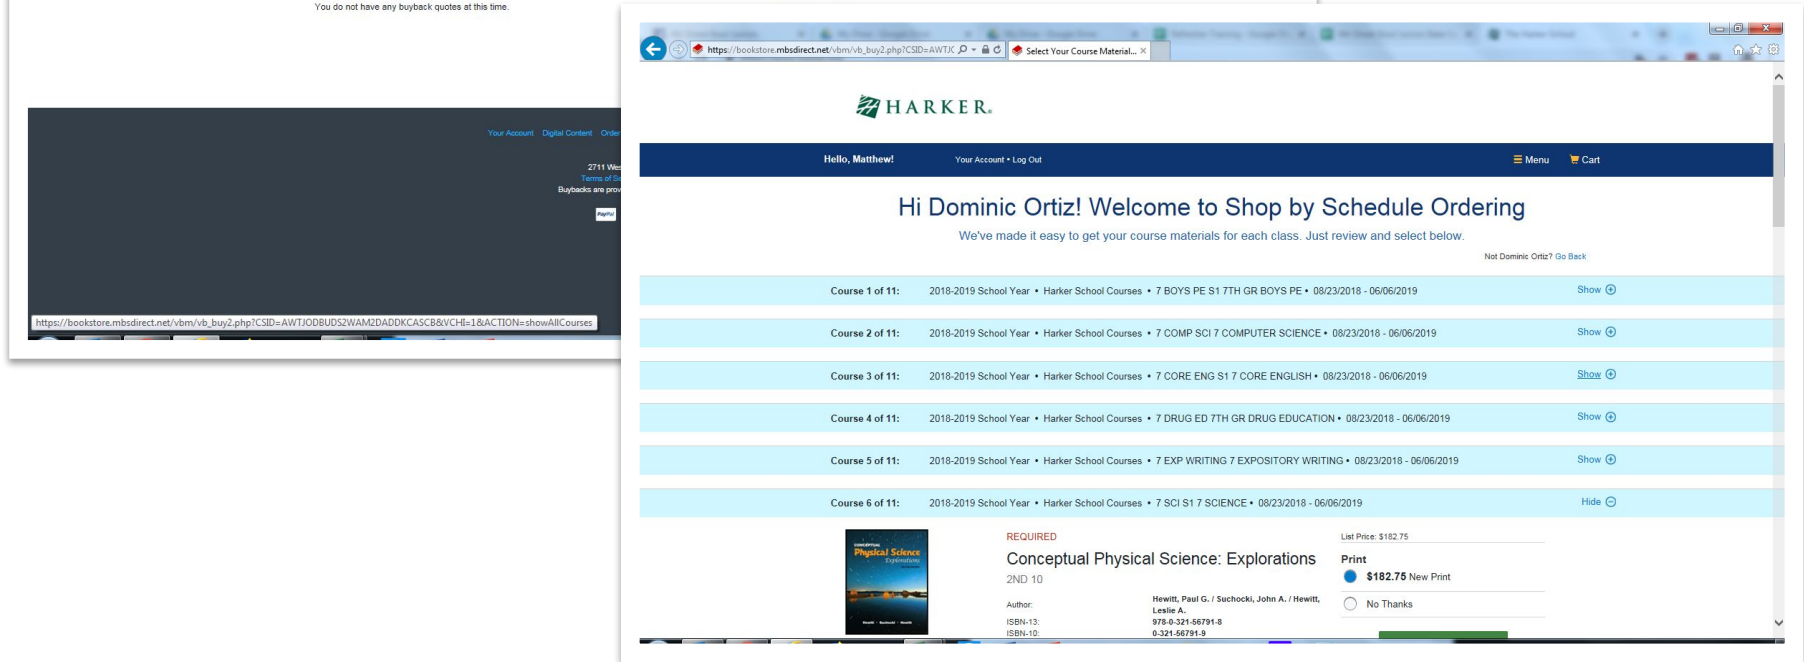 You do not have any buyback quotes at this time.
Your Account Digital Content Order
2711 Wes
Terms of Se
Buybacks are prov
PayPal
https://bookstore.mbsdirect.net/vbm/vb_buy2.php?CSID=AWTJODBUDS2WAM2DADDKCASCB&VCHI=1&ACTION=showAllCourses
https://bookstore.mbsdirect.net/vbm/vb_buy2.php?CSID=AWTJC
Select Your Course Material...
HARKER®
Hello, Matthew! Your Account • Log Out Menu Cart
Hi Dominic Ortiz! Welcome to Shop by Schedule Ordering
We've made it easy to get your course materials for each class. Just review and select below.
Not Dominic Ortiz? Go Back
Course 1 of 11: 2018-2019 School Year • Harker School Courses • 7 BOYS PE S1 7TH GR BOYS PE • 08/23/2018 - 06/06/2019 Show
Course 2 of 11: 2018-2019 School Year • Harker School Courses • 7 COMP SCI 7 COMPUTER SCIENCE • 08/23/2018 - 06/06/2019 Show
Course 3 of 11: 2018-2019 School Year • Harker School Courses • 7 CORE ENG S1 7 CORE ENGLISH • 08/23/2018 - 06/06/2019 Show
Course 4 of 11: 2018-2019 School Year • Harker School Courses • 7 DRUG ED 7TH GR DRUG EDUCATION • 08/23/2018 - 06/06/2019 Show
Course 5 of 11: 2018-2019 School Year • Harker School Courses • 7 EXP WRITING 7 EXPOSITORY WRITING • 08/23/2018 - 06/06/2019 Show
Course 6 of 11: 2018-2019 School Year • Harker School Courses • 7 SCI S1 7 SCIENCE • 08/23/2018 - 06/06/2019 Hide
CONCEPTUAL
Physical Science
Explorations
Hewitt • Suchocki • Hewitt
REQUIRED
Conceptual Physical Science: Explorations
2ND 10
Author: Hewitt, Paul G. / Suchocki, John A. / Hewitt,
Leslie A.
ISBN-13: 978-0-321-56791-8
ISBN-10: 0-321-56791-9
List Price: $182.75
Print
$182.75 New Print
No Thanks